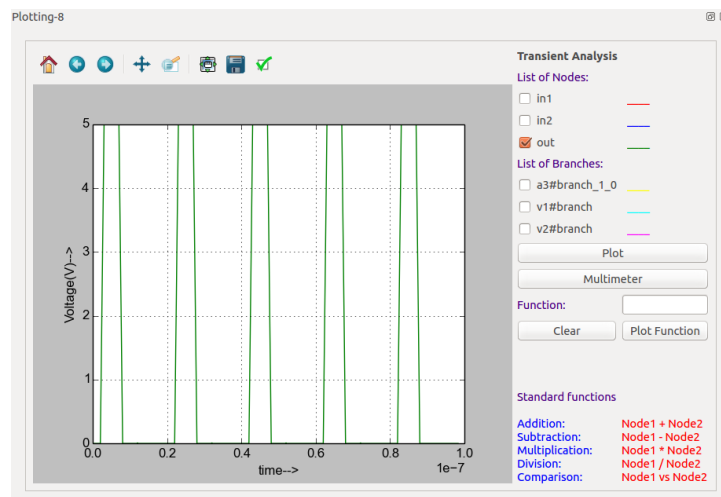 Plotting-8
Transient Analysis
List of Nodes:
in1
in2
out
List of Branches:
a3#branch_1_0
v1#branch
v2#branch
Plot
Multimeter
Function:
Clear
Plot Function
Standard functions
Addition: Node1 + Node2
Subtraction: Node1 - Node2
Multiplication: Node1 * Node2
Division: Node1 / Node2
Comparison: Node1 vs Node2
5
4
3
2
1
0
Voltage(V)-->
0.0 0.2 0.4 0.6 0.8 1.0
time-->
1e-7